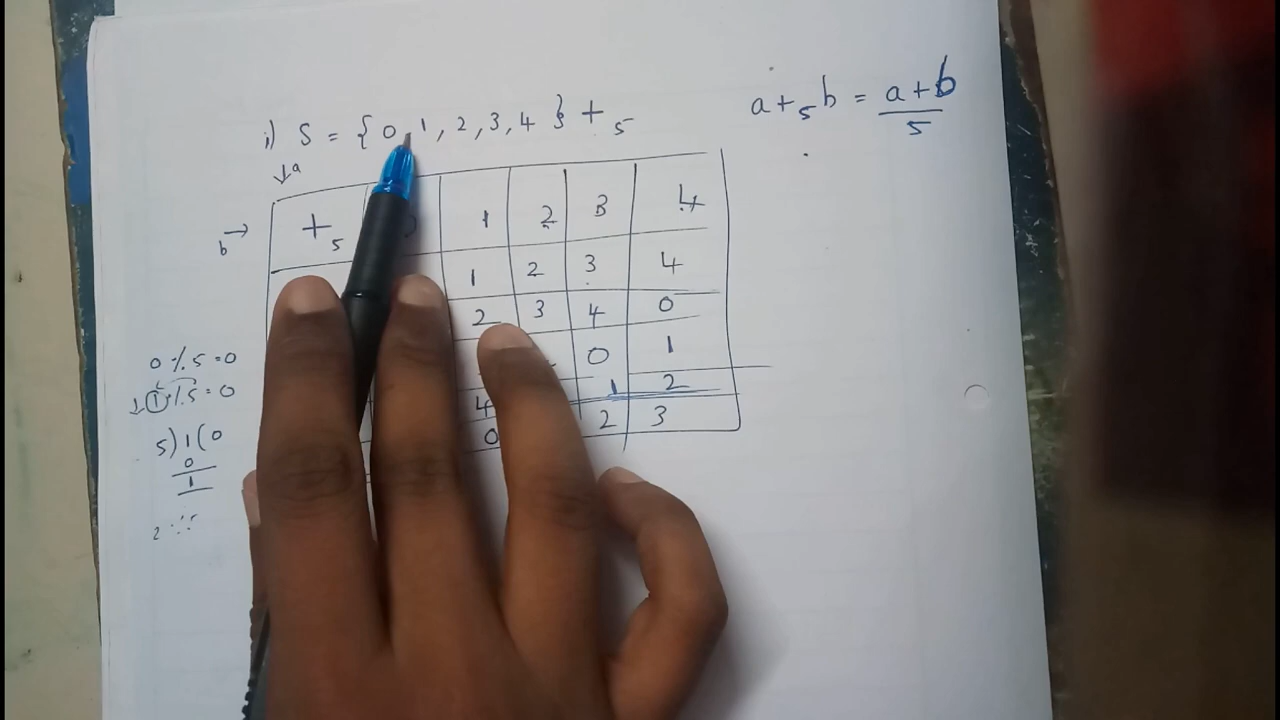 i) S = { 0, 1, 2, 3, 4 } +₅
a +₅ b = a+b
5
↓a
b →
+₅ 1 2 3 4
1 2 3 4
2 3 4 0
0 1
4 1 2
0 2 3
0 % 5 = 0
↓ 1 % 5 = 0
5) 1 (0
0
1
2